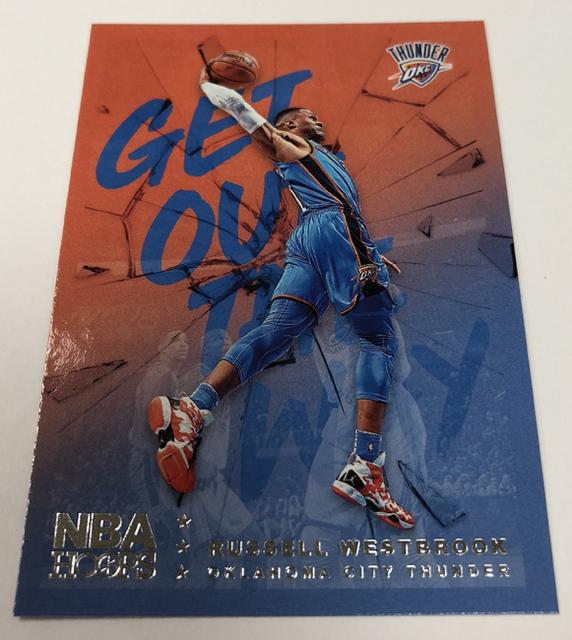 THUNDER
OKC
GET
OUT
THE
WAY
OKC
NBA
HOOPS
RUSSELL WESTBROOK
OKLAHOMA CITY THUNDER